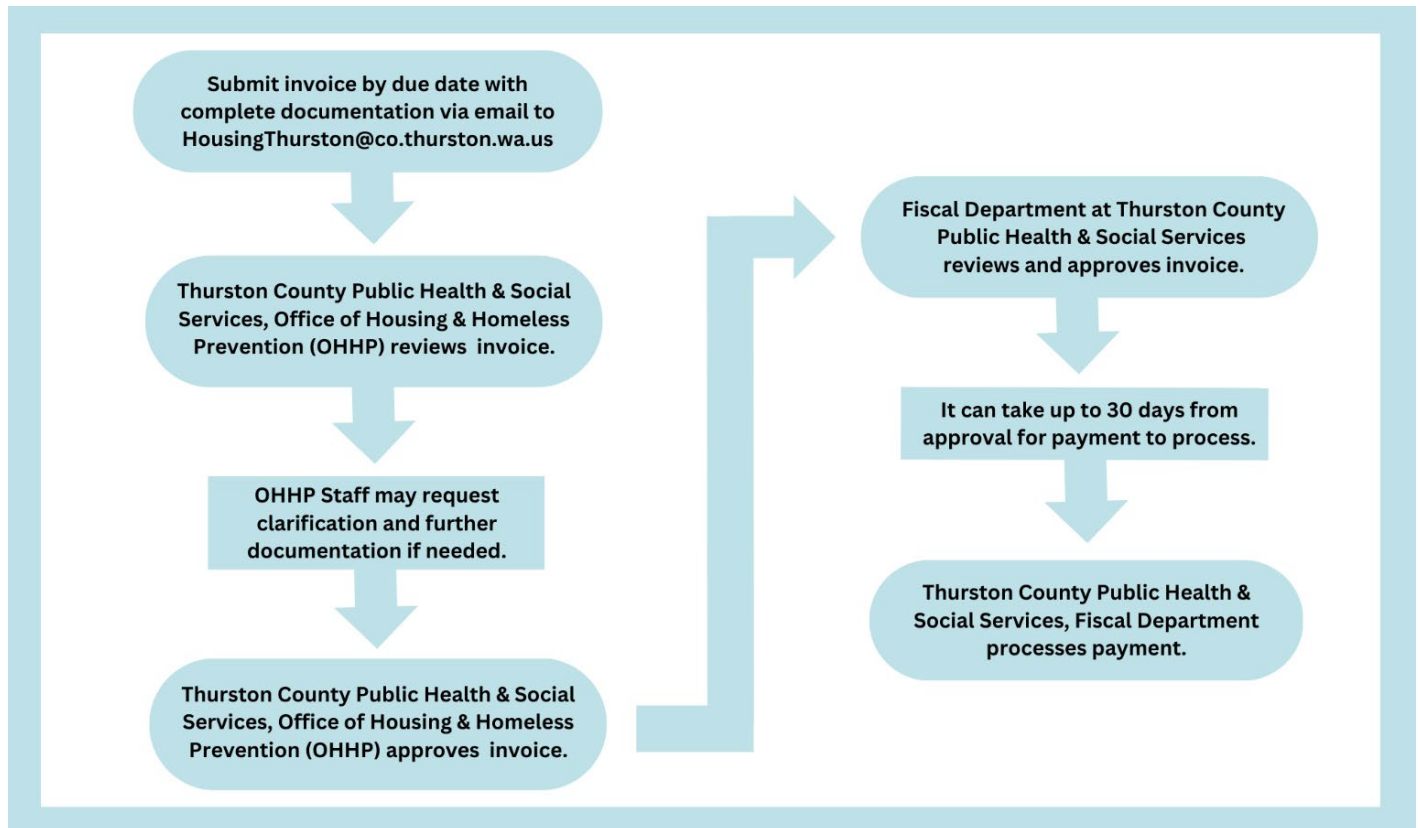 Submit invoice by due date with
complete documentation via email to
HousingThurston@co.thurston.wa.us
Thurston County Public Health & Social
Services, Office of Housing & Homeless
Prevention (OHHP) reviews  invoice.
OHHP Staff may request
clarification and further
documentation if needed.
Thurston County Public Health & Social
Services, Office of Housing & Homeless
Prevention (OHHP) approves  invoice.
Fiscal Department at Thurston County
Public Health & Social Services
reviews and approves invoice.
It can take up to 30 days from
approval for payment to process.
Thurston County Public Health &
Social Services, Fiscal Department
processes payment.